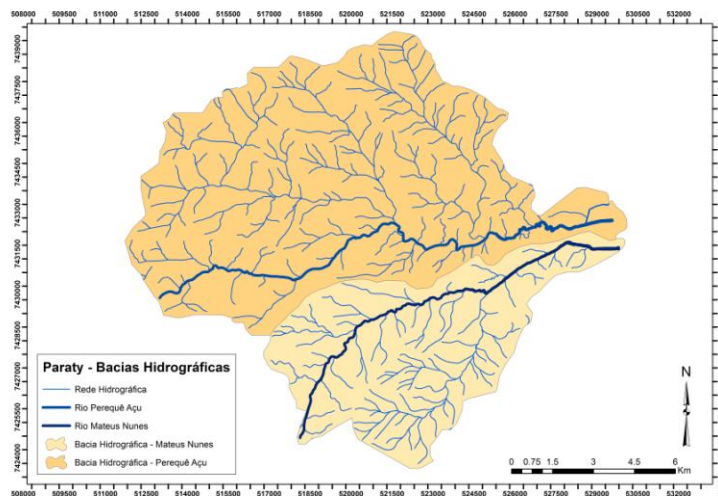 508000 509500 511000 512500 514000 515500 517000 518500 520000 521500 523000 524500 526000 527500 529000 530500 532000
7439000
7437500
7436000
7434500
7433000
7431500
7430000
7428500
7427000
7425500
7424000
Paraty - Bacias Hidrográficas
Rede Hidrográfica
Rio Perequê Açu
Rio Mateus Nunes
Bacia Hidrográfica - Mateus Nunes
Bacia Hidrográfica - Perequê Açu
N
0 0.75 1.5 3 4.5 6
Km
508000 509500 511000 512500 514000 515500 517000 518500 520000 521500 523000 524500 526000 527500 529000 530500 532000